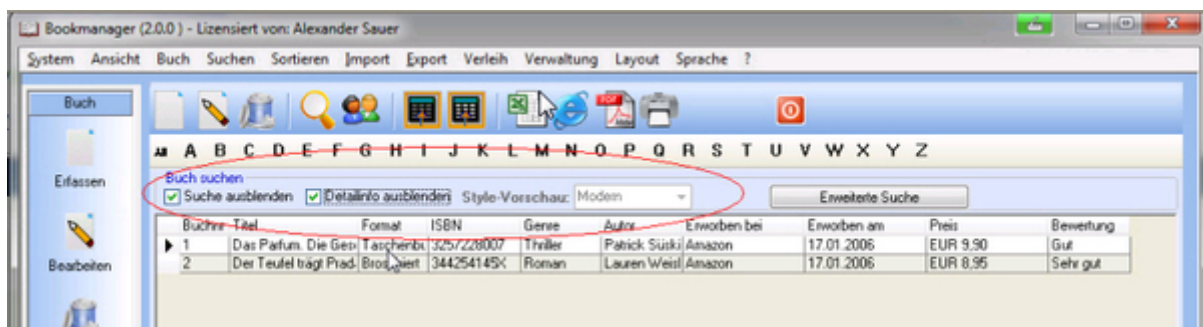 Bookmanager (2.0.0 ) - Lizensiert von: Alexander Sauer
System Ansicht Buch Suchen Sortieren Import Export Verleih Verwaltung Layout Sprache ?
Buch
All A B C D E F G H I J K L M N O P Q R S T U V W X Y Z
Buch suchen
Erfassen
Suche ausblenden Detailinfo ausblenden Style-Vorschau: Modern Erweiterte Suche
Buchnr Titel Format ISBN Genre Autor Erworben bei Erworben am Preis Bewertung
1 Das Parfum. Die Ges Taschenbu 3257228007 Thriller Patrick Süski Amazon 17.01.2006 EUR 9,90 Gut
2 Der Teufel trägt Prad 344254145X Roman Lauren Weisl Amazon 17.01.2006 EUR 8,95 Sehr gut
Bearbeiten